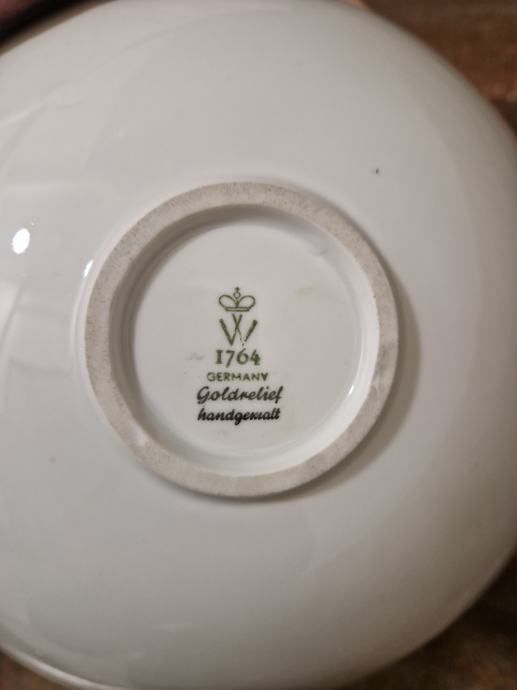 W
1764
GERMANY
Goldrelief
handgemalt